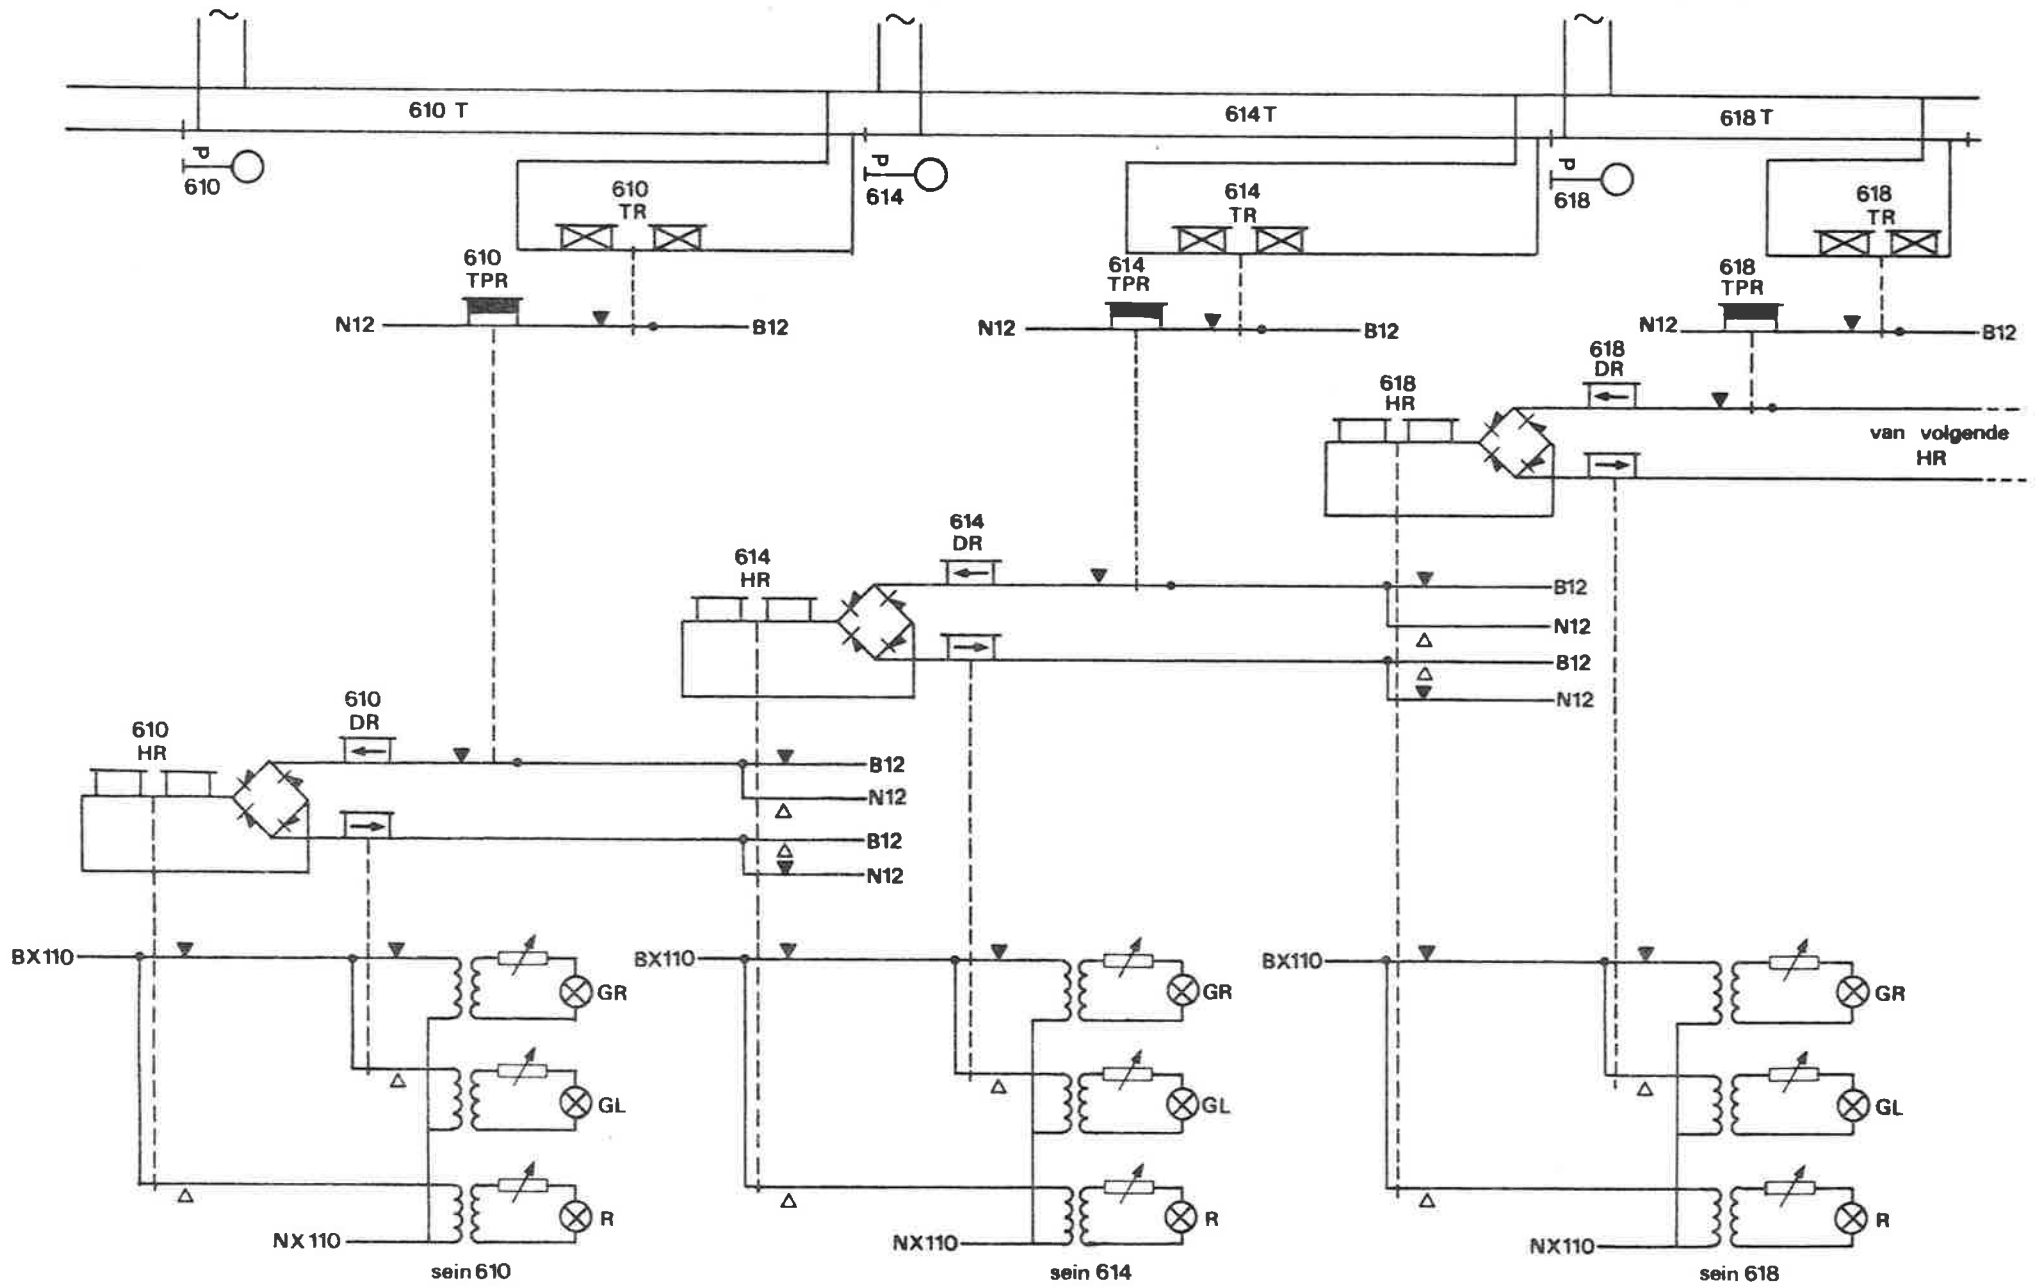 610 T
614 T
618 T
P
610
P
614
P
618
610
TR
614
TR
618
TR
610
TPR
614
TPR
618
TPR
N12
B12
N12
B12
N12
B12
618
DR
618
HR
van volgende
HR
614
DR
614
HR
B12
N12
B12
N12
610
DR
610
HR
B12
N12
B12
N12
BX110
GR
BX110
GR
BX110
GR
GL
GL
GL
R
R
R
NX110
NX110
NX110
sein 610
sein 614
sein 618